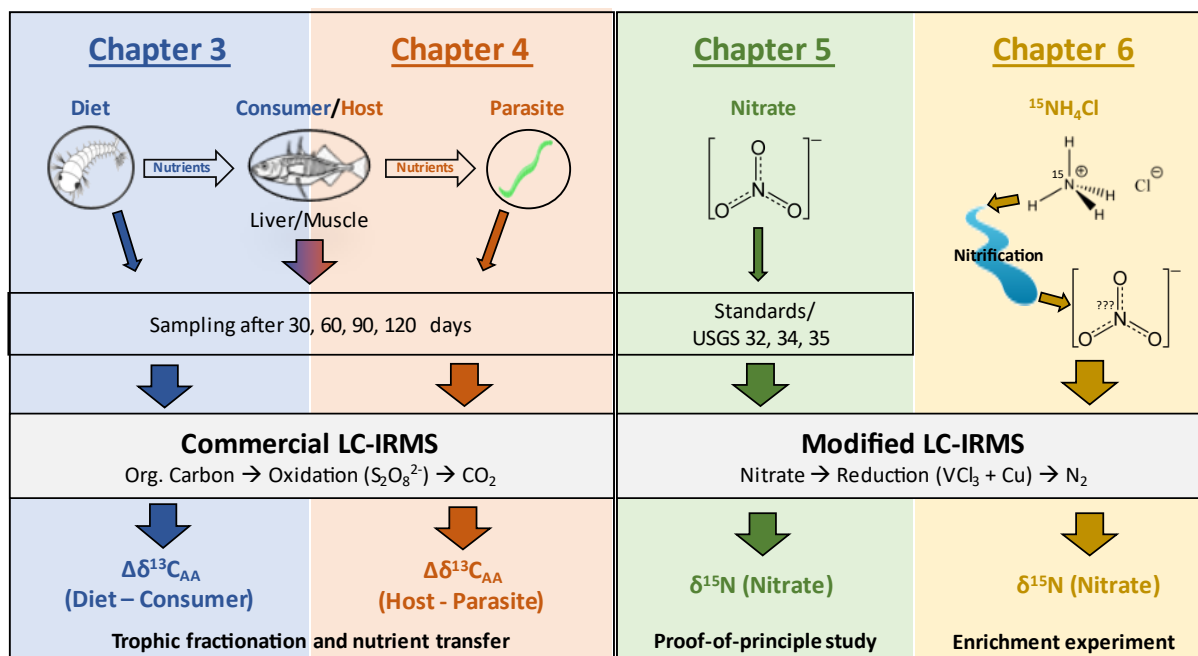 Chapter 3
Chapter 4
Chapter 5
Chapter 6
Diet
Consumer/Host
Parasite
Nitrate
¹⁵NH₄Cl
Nutrients
Nutrients
Liver/Muscle
N
O
O
O
−
H
15
N
⊕
H
H
H
Cl
⊖
Nitrification
???
N
O
O
O
−
Sampling after 30, 60, 90, 120 days
Standards/
USGS 32, 34, 35
Commercial LC-IRMS
Org. Carbon → Oxidation (S₂O₈²⁻) → CO₂
Modified LC-IRMS
Nitrate → Reduction (VCl₃ + Cu) → N₂
Δδ¹³C_AA
(Diet – Consumer)
Δδ¹³C_AA
(Host - Parasite)
δ¹⁵N (Nitrate)
δ¹⁵N (Nitrate)
Trophic fractionation and nutrient transfer
Proof-of-principle study
Enrichment experiment